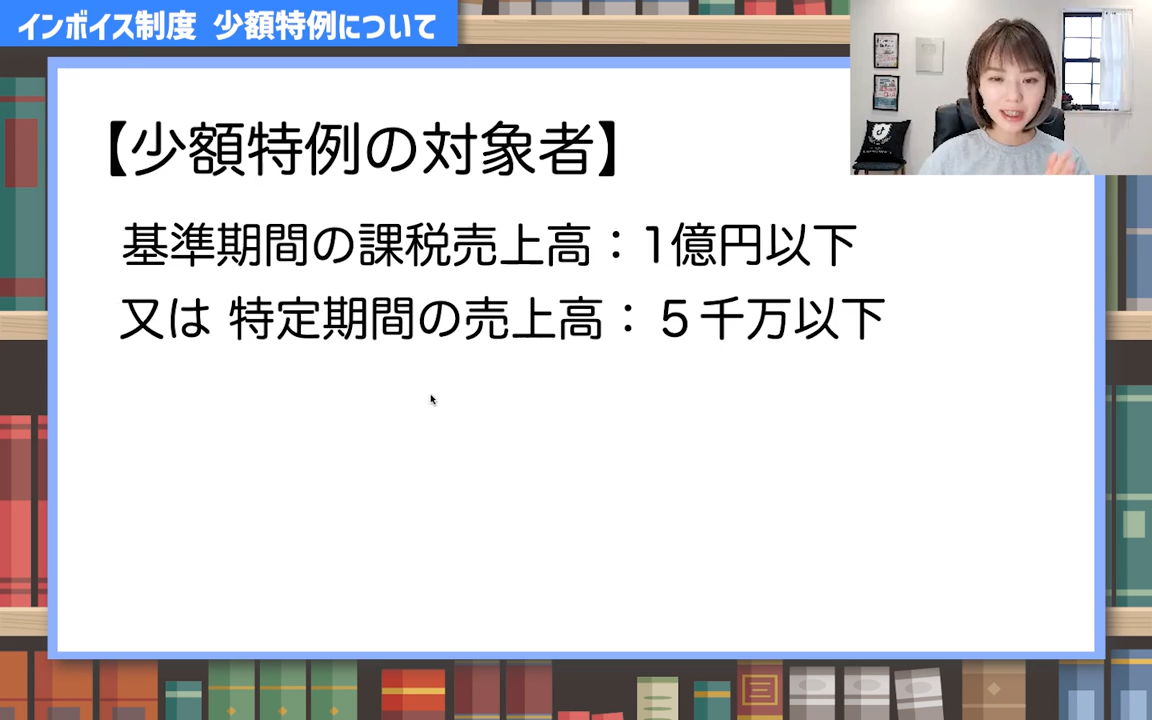 インボイス制度 少額特例について
【少額特例の対象者】
基準期間の課税売上高：1億円以下
又は 特定期間の売上高：５千万以下